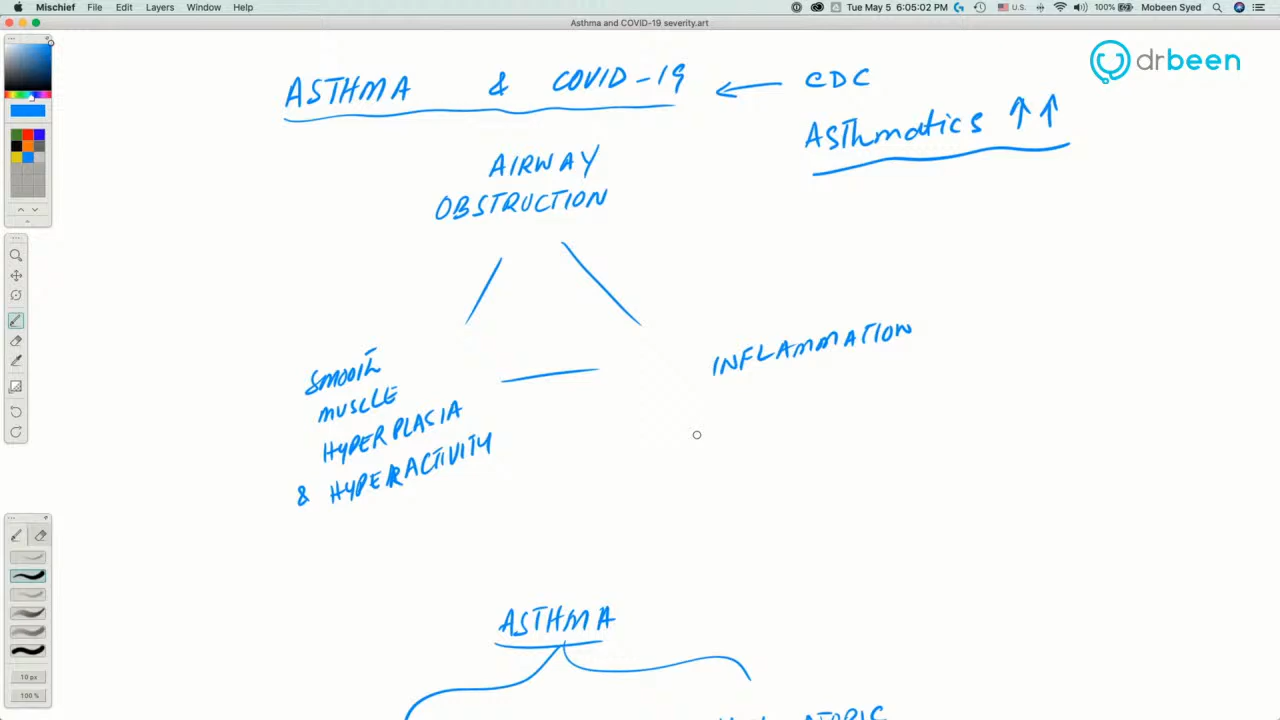 Mischief File Edit Layers Window Help
100% Tue May 5 6:05:02 PM U.S. Mobeen Syed
Asthma and COVID-19 severity.art
drbeen
ASTHMA & COVID-19 ← CDC
Asthmatics ↑↑
AIRWAY
OBSTRUCTION
INFLAMMATION
SMOOTH
MUSCLE
HYPERPLASIA
& HYPERACTIVITY
ASTHMA
ATOPIC
10 px
100 %